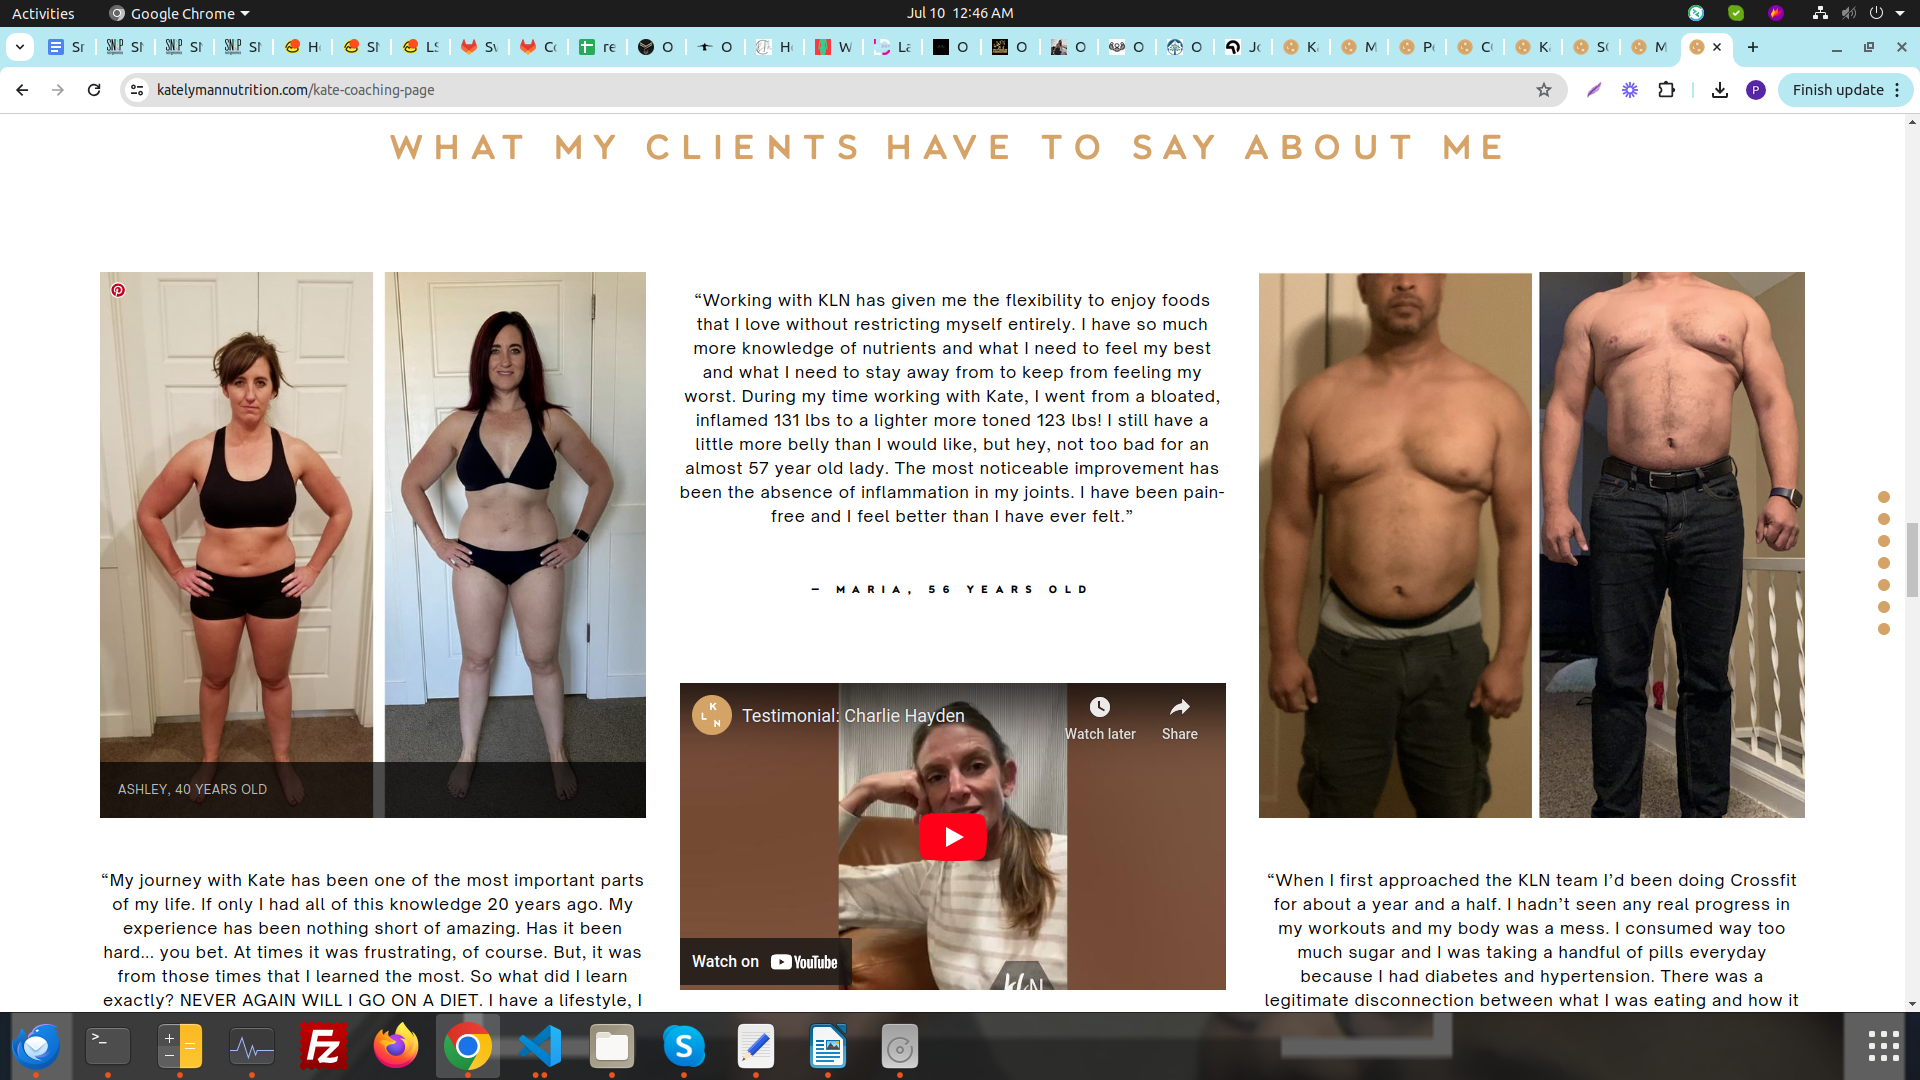 Activities
Google Chrome
Jul 10 12:46 AM
katelymannutrition.com/kate-coaching-page
P
Finish update
WHAT MY CLIENTS HAVE TO SAY ABOUT ME
ASHLEY, 40 YEARS OLD
“My journey with Kate has been one of the most important parts
of my life. If only I had all of this knowledge 20 years ago. My
experience has been nothing short of amazing. Has it been
hard... you bet. At times it was frustrating, of course. But, it was
from those times that I learned the most. So what did I learn
exactly? NEVER AGAIN WILL I GO ON A DIET. I have a lifestyle, I
“Working with KLN has given me the flexibility to enjoy foods
that I love without restricting myself entirely. I have so much
more knowledge of nutrients and what I need to feel my best
and what I need to stay away from to keep from feeling my
worst. During my time working with Kate, I went from a bloated,
inflamed 131 lbs to a lighter more toned 123 lbs! I still have a
little more belly than I would like, but hey, not too bad for an
almost 57 year old lady. The most noticeable improvement has
been the absence of inflammation in my joints. I have been pain-
free and I feel better than I have ever felt.”
— MARIA, 56 YEARS OLD
K
L N
Testimonial: Charlie Hayden
Watch later
Share
Watch on YouTube
“When I first approached the KLN team I’d been doing Crossfit
for about a year and a half. I hadn’t seen any real progress in
my workouts and my body was a mess. I consumed way too
much sugar and I was taking a handful of pills everyday
because I had diabetes and hypertension. There was a
legitimate disconnection between what I was eating and how it